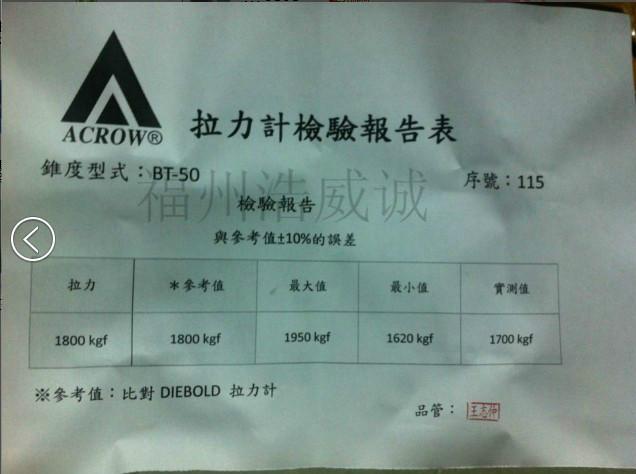 ACROW®
拉力計檢驗報告表
錐度型式：BT-50
序號：115
福州浩威诚
檢驗報告
與參考值±10%的誤差
拉力 ＊參考值 最大值 最小值 實測值
1800 kgf 1800 kgf 1950 kgf 1620 kgf 1700 kgf
※參考值：比對 DIEBOLD 拉力計
品管：王志仲